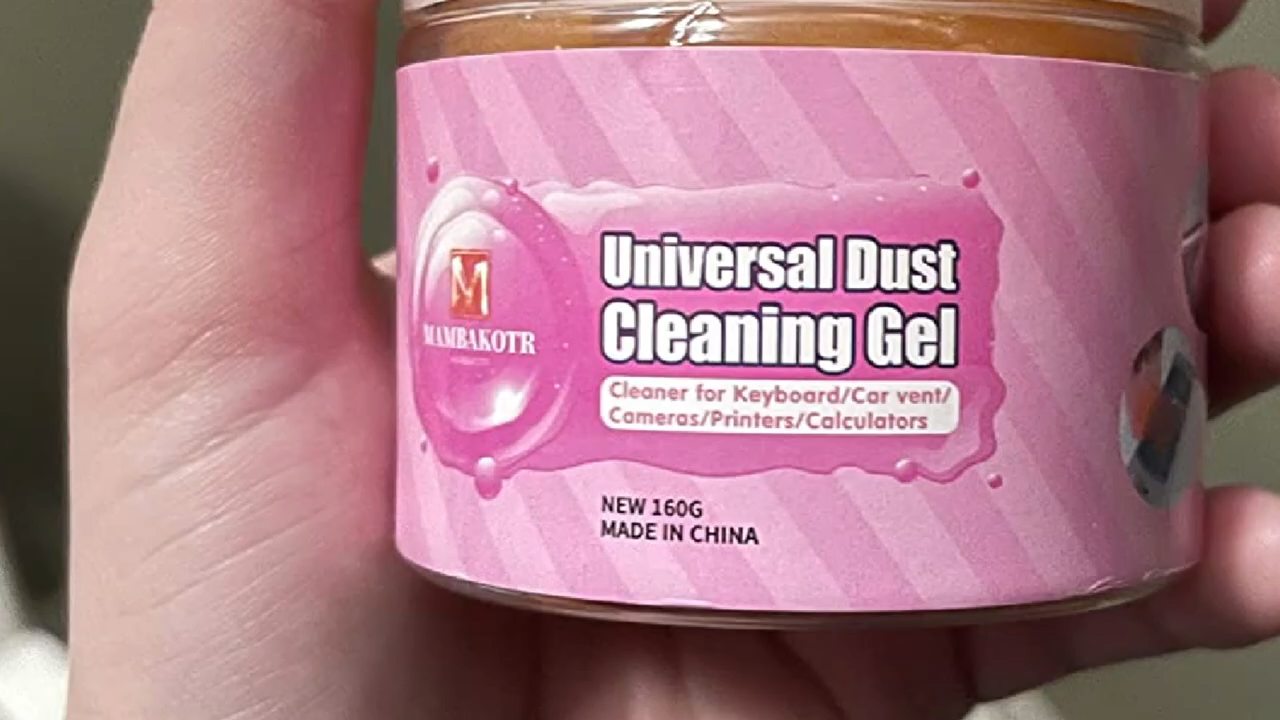 M
MAMBAKOTR
Universal Dust
Cleaning Gel
Cleaner for Keyboard/Car vent/
Cameras/Printers/Calculators
NEW 160G
MADE IN CHINA